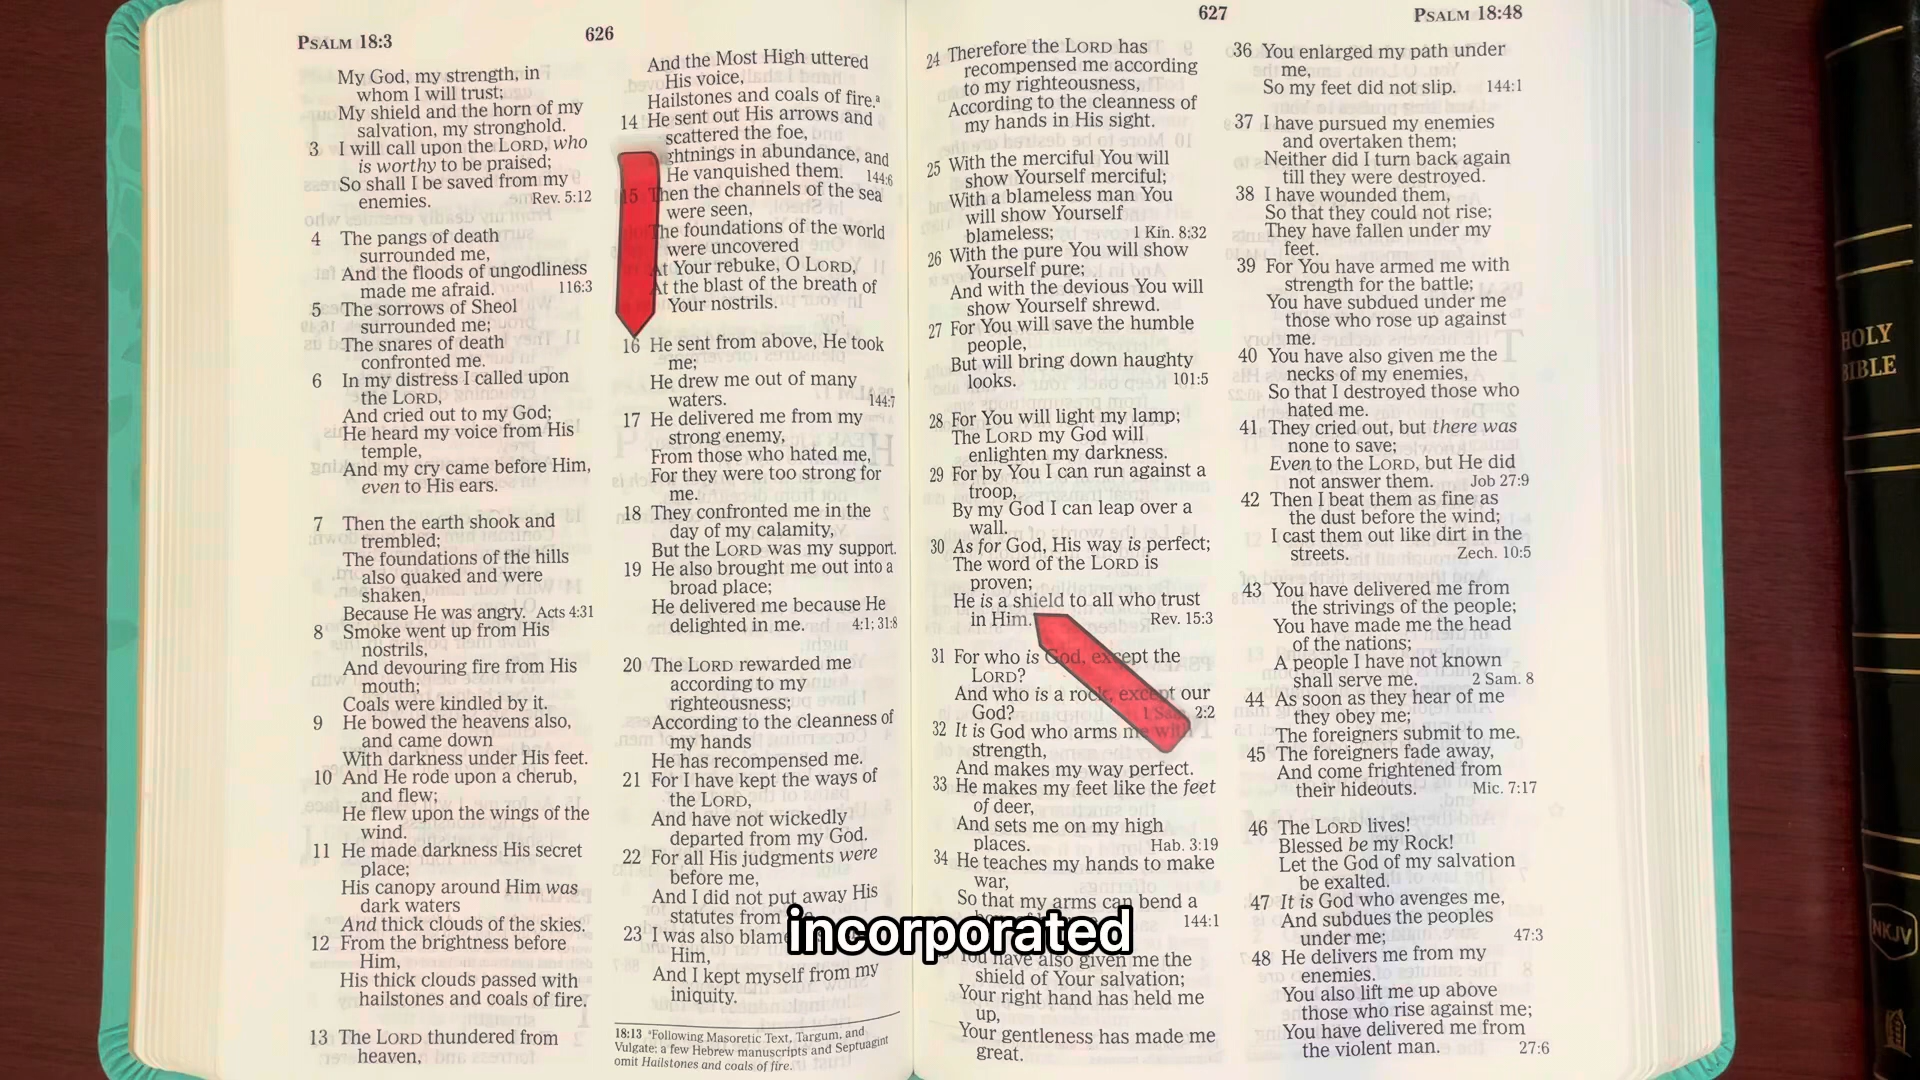 PSALM 18:3
626
My God, my strength, in
whom I will trust;
My shield and the horn of my
salvation, my stronghold.
3 I will call upon the LORD, who
is worthy to be praised;
So shall I be saved from my
enemies. Rev. 5:12
4 The pangs of death
surrounded me,
And the floods of ungodliness
made me afraid. 116:3
5 The sorrows of Sheol
surrounded me;
The snares of death
confronted me.
6 In my distress I called upon
the LORD,
And cried out to my God;
He heard my voice from His
temple,
And my cry came before Him,
even to His ears.
7 Then the earth shook and
trembled;
The foundations of the hills
also quaked and were
shaken,
Because He was angry. Acts 4:31
8 Smoke went up from His
nostrils,
And devouring fire from His
mouth;
Coals were kindled by it.
9 He bowed the heavens also,
and came down
With darkness under His feet.
10 And He rode upon a cherub,
and flew;
He flew upon the wings of the
wind.
11 He made darkness His secret
place;
His canopy around Him was
dark waters
And thick clouds of the skies.
12 From the brightness before
Him,
His thick clouds passed with
hailstones and coals of fire.
13 The LORD thundered from
heaven,
And the Most High uttered
His voice,
Hailstones and coals of fire.a
14 He sent out His arrows and
scattered the foe,
ghtnings in abundance, and
He vanquished them. 144:6
15 Then the channels of the sea
were seen,
The foundations of the world
were uncovered
At Your rebuke, O LORD,
At the blast of the breath of
Your nostrils.
16 He sent from above, He took
me;
He drew me out of many
waters. 144:7
17 He delivered me from my
strong enemy,
From those who hated me,
For they were too strong for
me.
18 They confronted me in the
day of my calamity,
But the LORD was my support.
19 He also brought me out into a
broad place;
He delivered me because He
delighted in me. 4:1; 31:8
20 The LORD rewarded me
according to my
righteousness;
According to the cleanness of
my hands
He has recompensed me.
21 For I have kept the ways of
the LORD,
And have not wickedly
departed from my God.
22 For all His judgments were
before me,
And I did not put away His
statutes from
23 I was also blam
Him,
And I kept myself from my
iniquity.
18:13 aFollowing Masoretic Text, Targum, and
Vulgate; a few Hebrew manuscripts and Septuagint
omit Hailstones and coals of fire.
627
PSALM 18:48
24 Therefore the LORD has
recompensed me according
to my righteousness,
According to the cleanness of
my hands in His sight.
25 With the merciful You will
show Yourself merciful;
With a blameless man You
will show Yourself
blameless; 1 Kin. 8:32
26 With the pure You will show
Yourself pure;
And with the devious You will
show Yourself shrewd.
27 For You will save the humble
people,
But will bring down haughty
looks. 101:5
28 For You will light my lamp;
The LORD my God will
enlighten my darkness.
29 For by You I can run against a
troop,
By my God I can leap over a
wall.
30 As for God, His way is perfect;
The word of the LORD is
proven;
He is a shield to all who trust
in Him. Rev. 15:3
31 For who is God, except the
LORD?
And who is a rock, except our
God? 1 Sam. 2:2
32 It is God who arms me with
strength,
And makes my way perfect.
33 He makes my feet like the feet
of deer,
And sets me on my high
places. Hab. 3:19
34 He teaches my hands to make
war,
So that my arms can bend a
144:1
You have also given me the
shield of Your salvation;
Your right hand has held me
up,
Your gentleness has made me
great.
36 You enlarged my path under
me,
So my feet did not slip. 144:1
37 I have pursued my enemies
and overtaken them;
Neither did I turn back again
till they were destroyed.
38 I have wounded them,
So that they could not rise;
They have fallen under my
feet.
39 For You have armed me with
strength for the battle;
You have subdued under me
those who rose up against
me.
40 You have also given me the
necks of my enemies,
So that I destroyed those who
hated me.
41 They cried out, but there was
none to save;
Even to the LORD, but He did
not answer them. Job 27:9
42 Then I beat them as fine as
the dust before the wind;
I cast them out like dirt in the
streets. Zech. 10:5
43 You have delivered me from
the strivings of the people;
You have made me the head
of the nations;
A people I have not known
shall serve me. 2 Sam. 8
44 As soon as they hear of me
they obey me;
The foreigners submit to me.
45 The foreigners fade away,
And come frightened from
their hideouts. Mic. 7:17
46 The LORD lives!
Blessed be my Rock!
Let the God of my salvation
be exalted.
47 It is God who avenges me,
And subdues the peoples
under me; 47:3
48 He delivers me from my
enemies.
You also lift me up above
those who rise against me;
You have delivered me from
the violent man. 27:6
incorporated
HOLY
BIBLE
NKJV